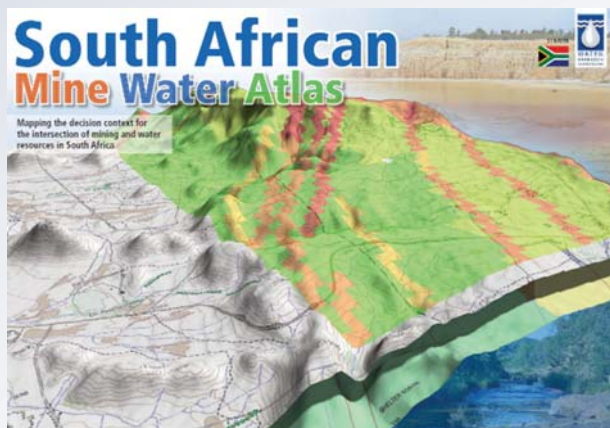 South African
Mine Water Atlas
Mapping the decision context for
the intersection of mining and water
resources in South Africa
WATER